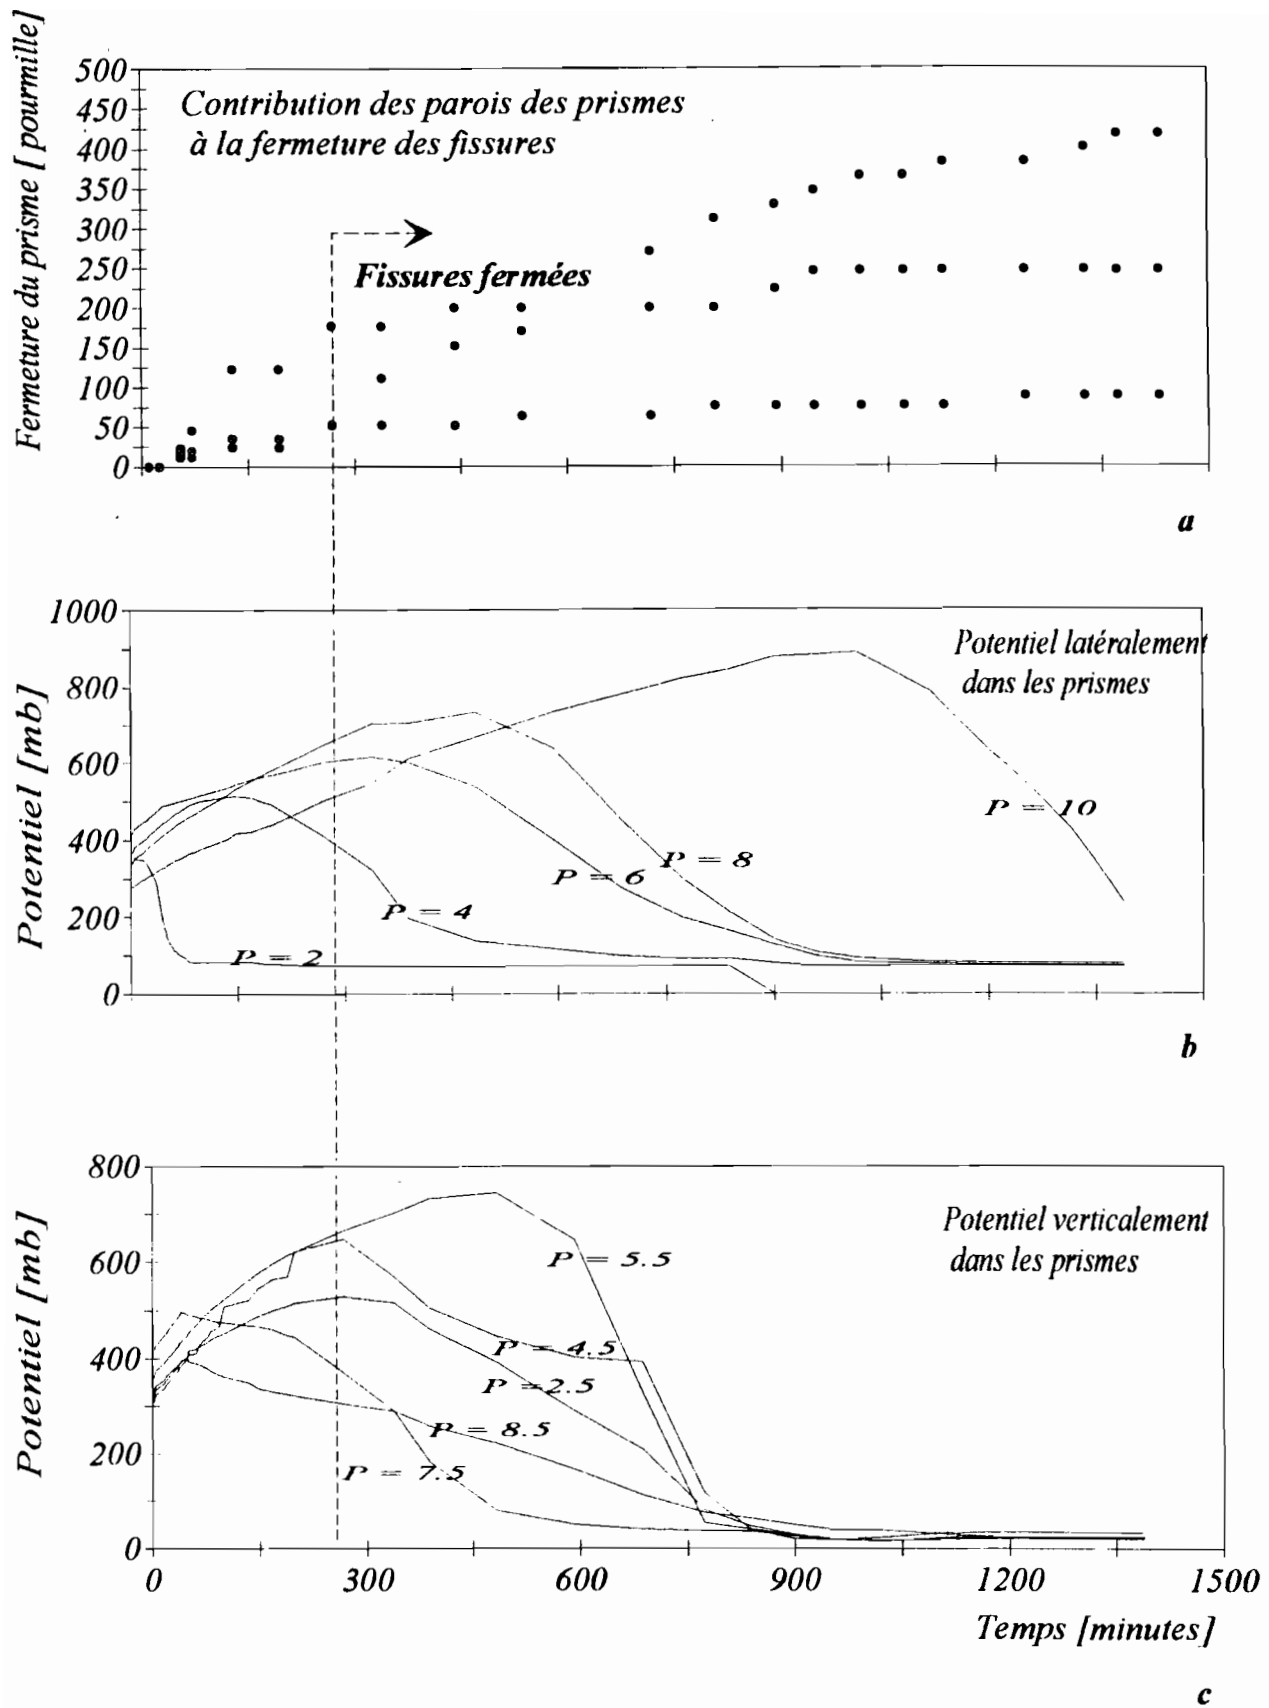 Fermeture du prisme [ pourmille]
500
450
400
350
300
250
200
150
100
50
0
Contribution des parois des prismes
à la fermeture des fissures
Fissures fermées
a
Potentiel [mb]
1000
800
600
400
200
0
Potentiel latéralement
dans les prismes
P = 10
P = 8
P = 6
P = 4
P = 2
b
Potentiel [mb]
800
600
400
200
0
Potentiel verticalement
dans les prismes
P = 5.5
P = 4.5
P =2.5
P = 8.5
P = 7.5
0 300 600 900 1200 1500
Temps [minutes]
c